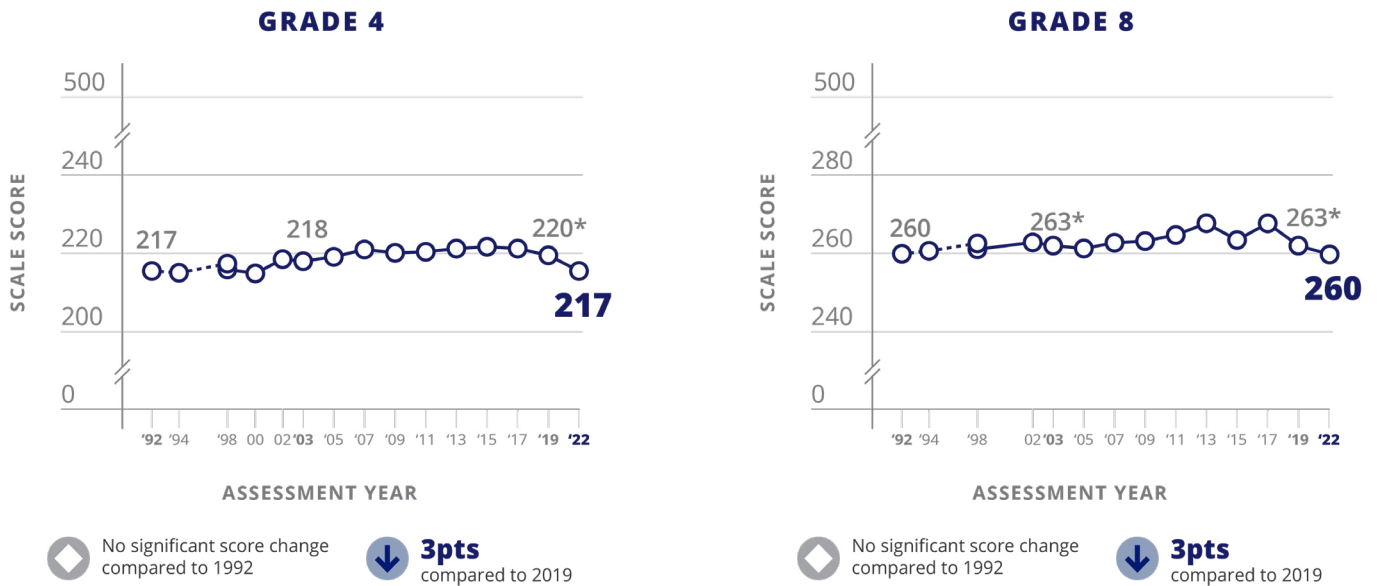 GRADE 4
SCALE SCORE
500
240
220
200
0
217
218
220*
217
‘92 ‘94 ‘98 00 02 ‘03 ‘05 ‘07 ‘09 ‘11 ‘13 ‘15 ‘17 ‘19 ‘22
ASSESSMENT YEAR
No significant score change
compared to 1992
3pts
compared to 2019
GRADE 8
SCALE SCORE
500
280
260
240
0
260
263*
263*
260
‘92 ‘94 ‘98 02 ‘03 ‘05 ‘07 ‘09 ‘11 ‘13 ‘15 ‘17 ‘19 ‘22
ASSESSMENT YEAR
No significant score change
compared to 1992
3pts
compared to 2019